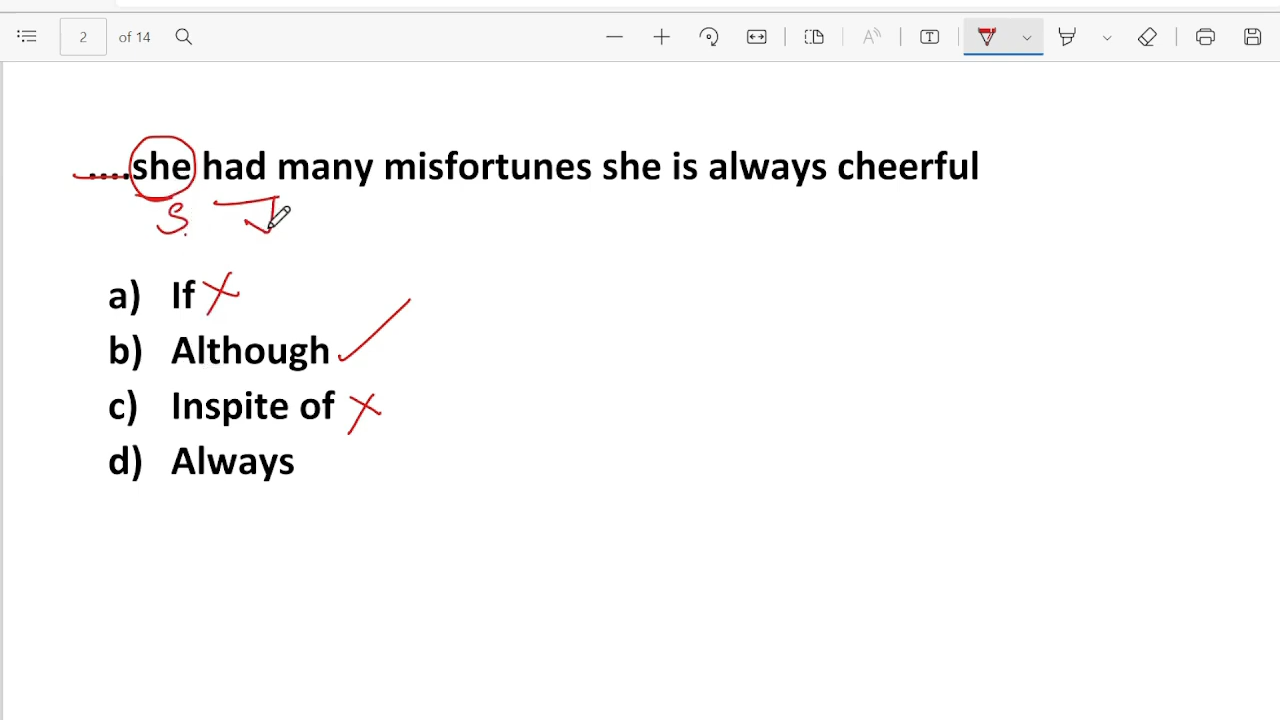 2 of 14
....she had many misfortunes she is always cheerful
S.
a) If
b) Although
c) Inspite of
d) Always